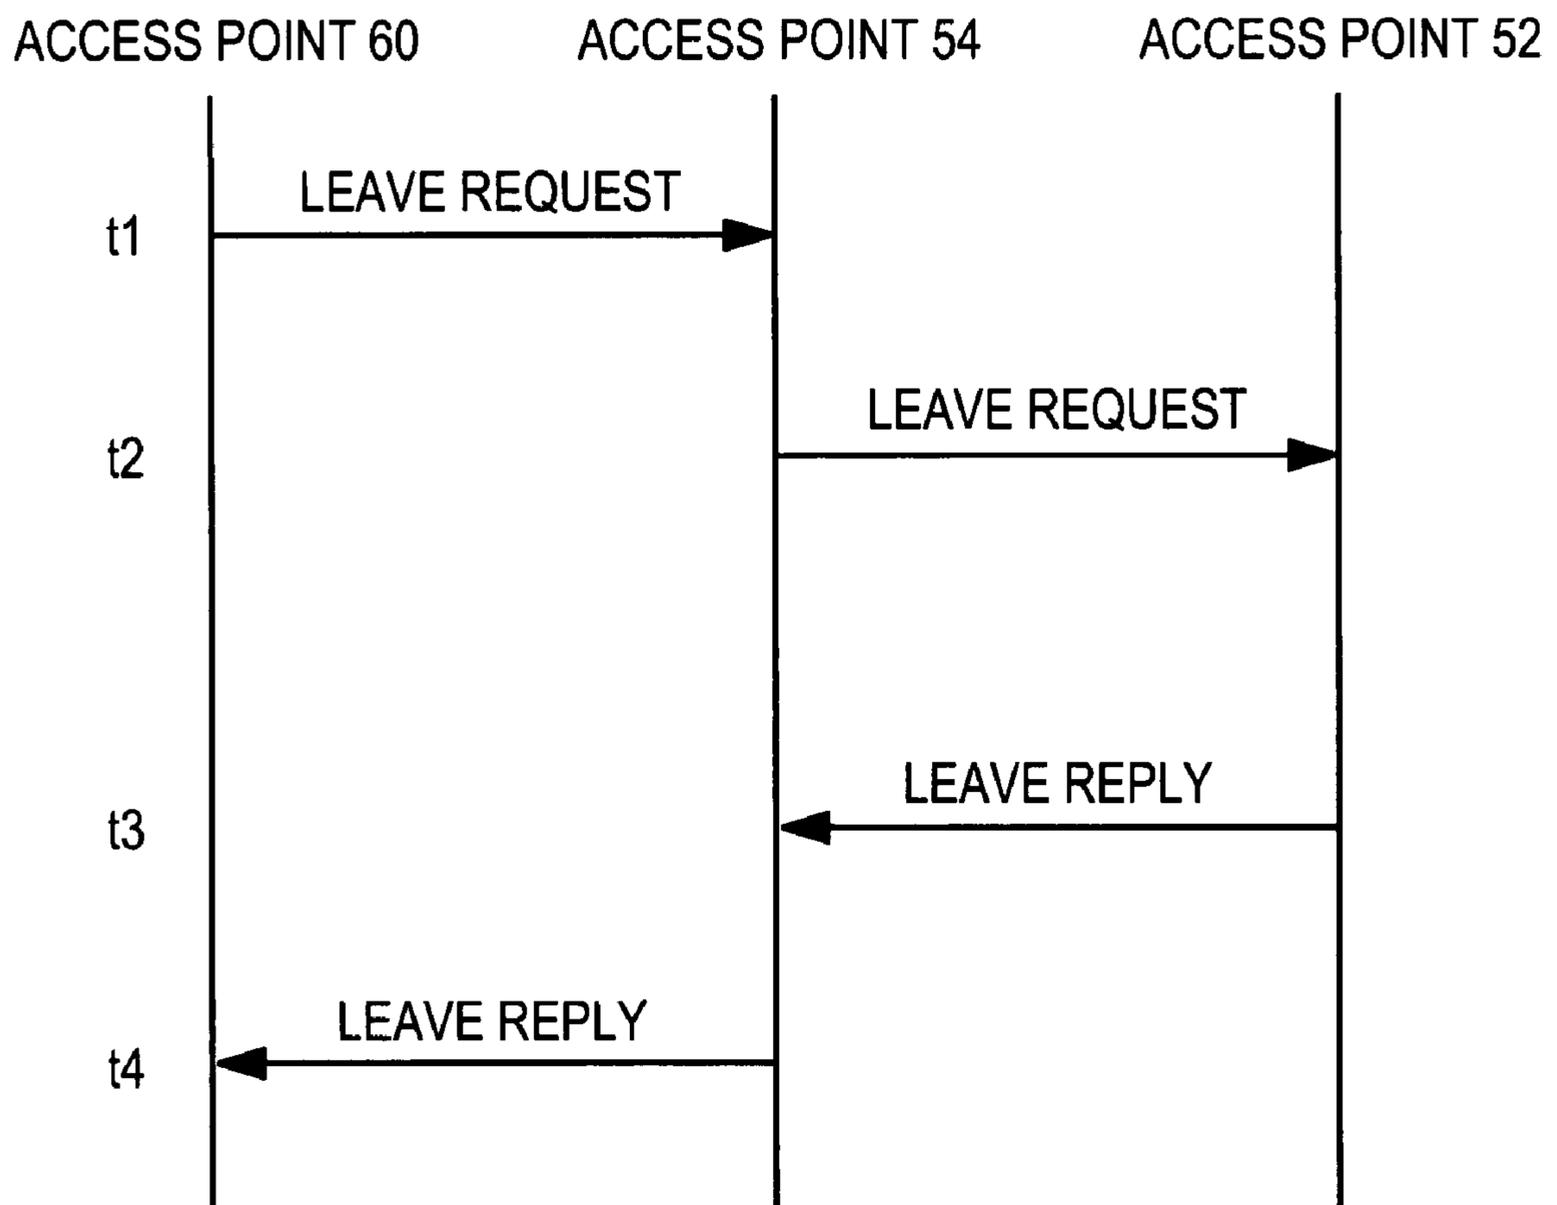 ACCESS POINT 60 ACCESS POINT 54 ACCESS POINT 52
LEAVE REQUEST
t1
LEAVE REQUEST
t2
LEAVE REPLY
t3
LEAVE REPLY
t4